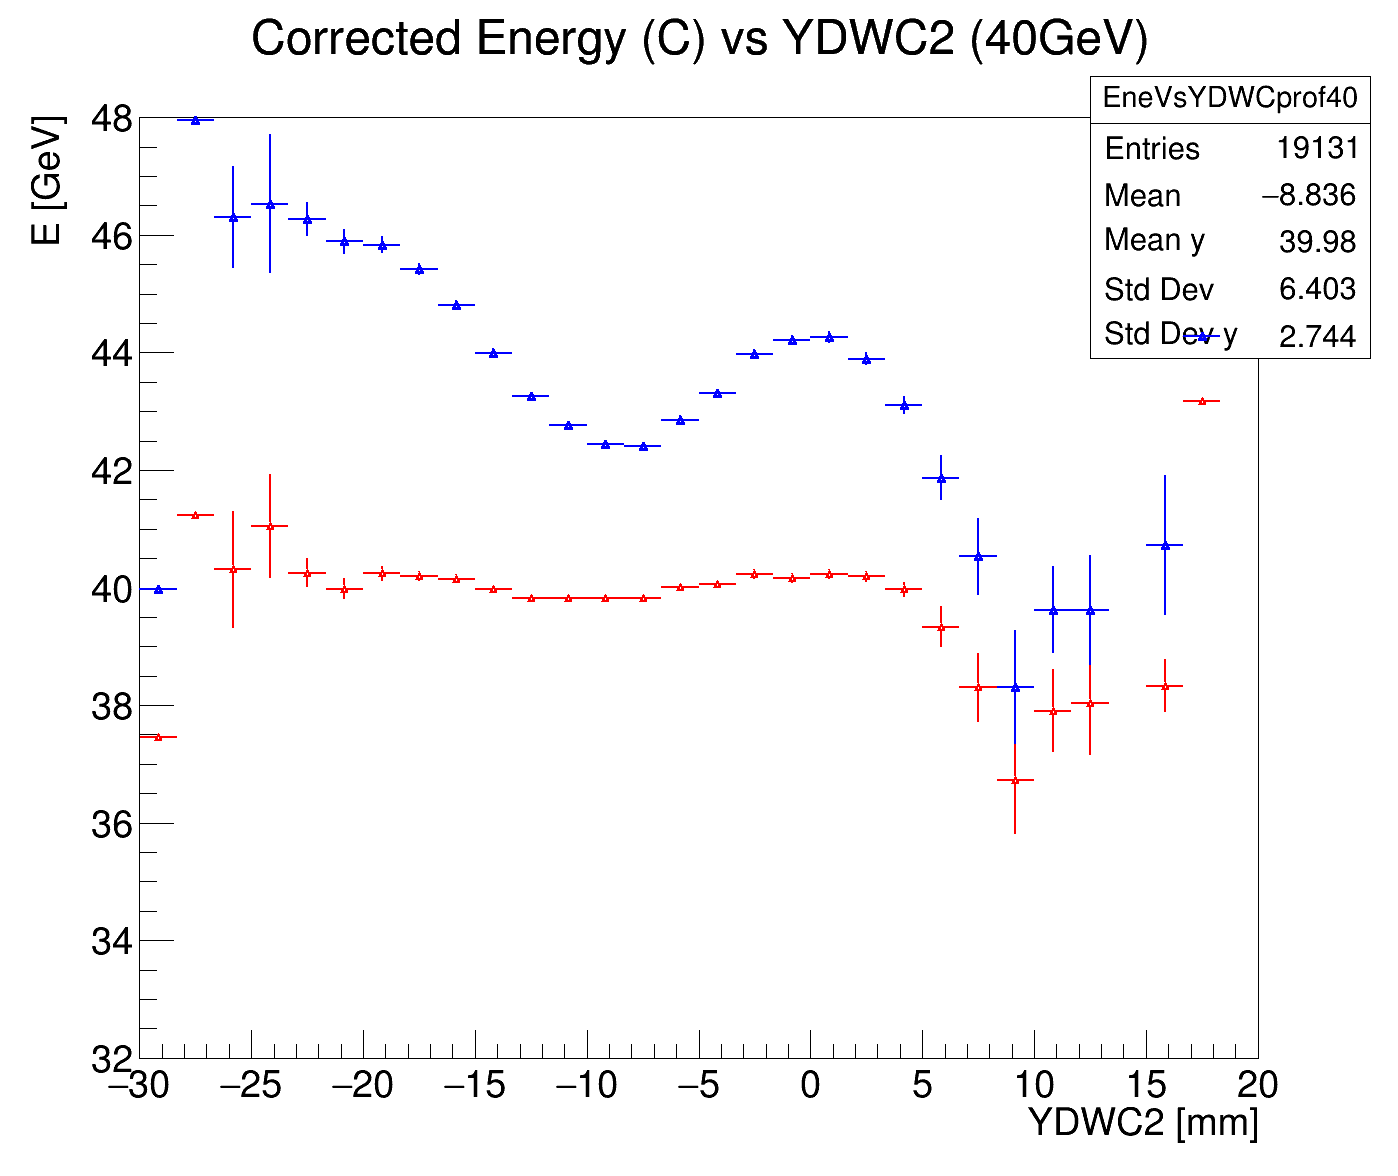 Corrected Energy (C) vs YDWC2 (40GeV)
EneVsYDWCprof40
Entries 19131
Mean −8.836
Mean y 39.98
Std Dev 6.403
Std Dev y 2.744
E [GeV]
48
46
44
42
40
38
36
34
32
−30 −25 −20 −15 −10 −5 0 5 10 15 20
YDWC2 [mm]